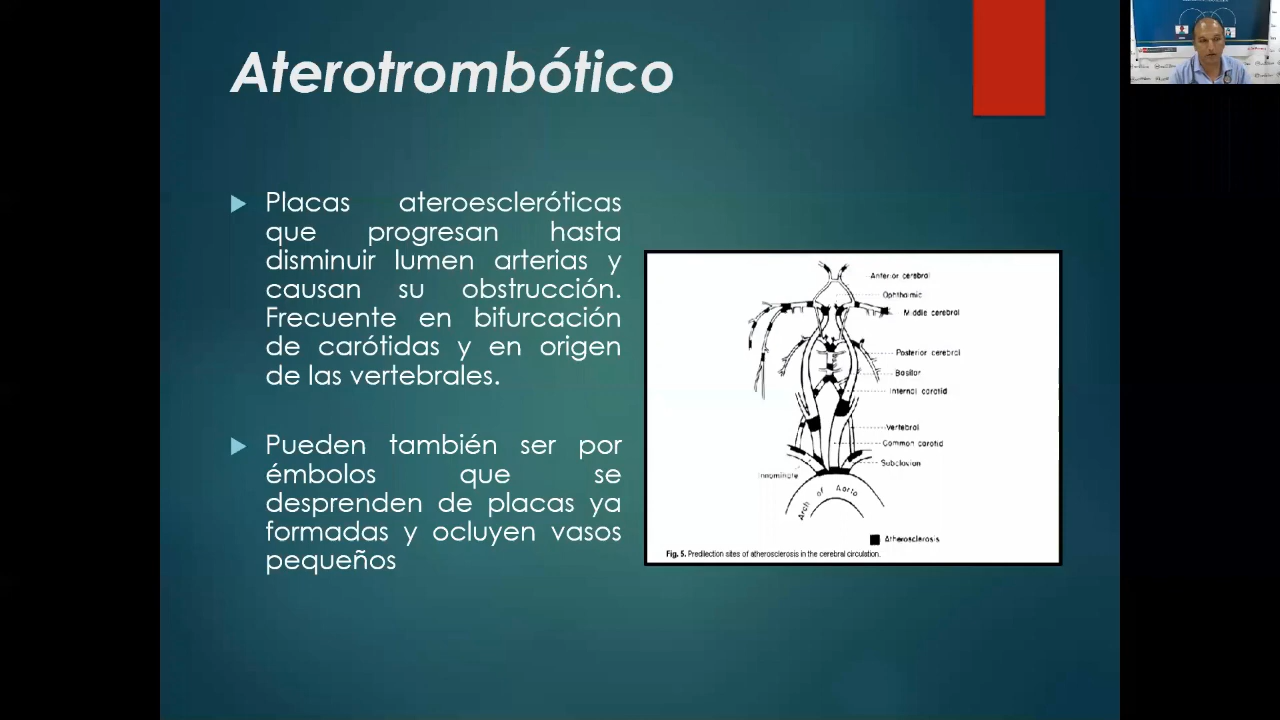 Aterotrombótico
Placas ateroescleróticas
que progresan hasta
disminuir lumen arterias y
causan su obstrucción.
Frecuente en bifurcación
de carótidas y en origen
de las vertebrales.
Pueden también ser por
émbolos que se
desprenden de placas ya
formadas y ocluyen vasos
pequeños
Anterior cerebral
Ophthalmic
Middle cerebral
Posterior cerebral
Basilar
Internal carotid
Vertebral
Common carotid
Subclavian
Innominate
Arch of Aorta
Atherosclerosis
Fig. 5. Predilection sites of atherosclerosis in the cerebral circulation.